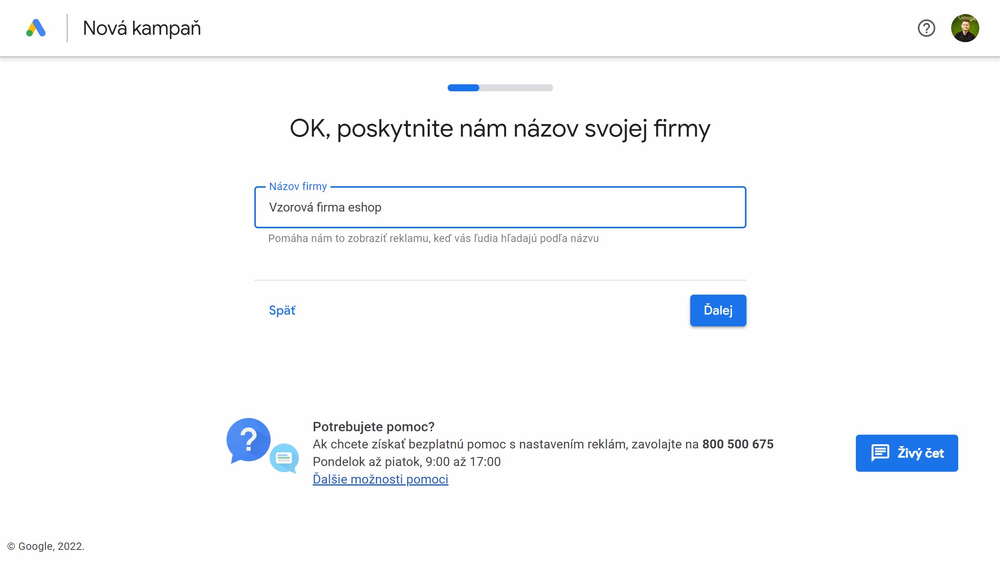 Nová kampaň
Google
OK, poskytnite nám názov svojej firmy
Názov firmy
Vzorová firma eshop
Pomáha nám to zobraziť reklamu, keď vás ľudia hľadajú podľa názvu
Späť
Ďalej
Potrebujete pomoc?
Ak chcete získať bezplatnú pomoc s nastavením reklám, zavolajte na 800 500 675
Pondelok až piatok, 9:00 až 17:00
Ďalšie možnosti pomoci
Živý čet
© Google, 2022.